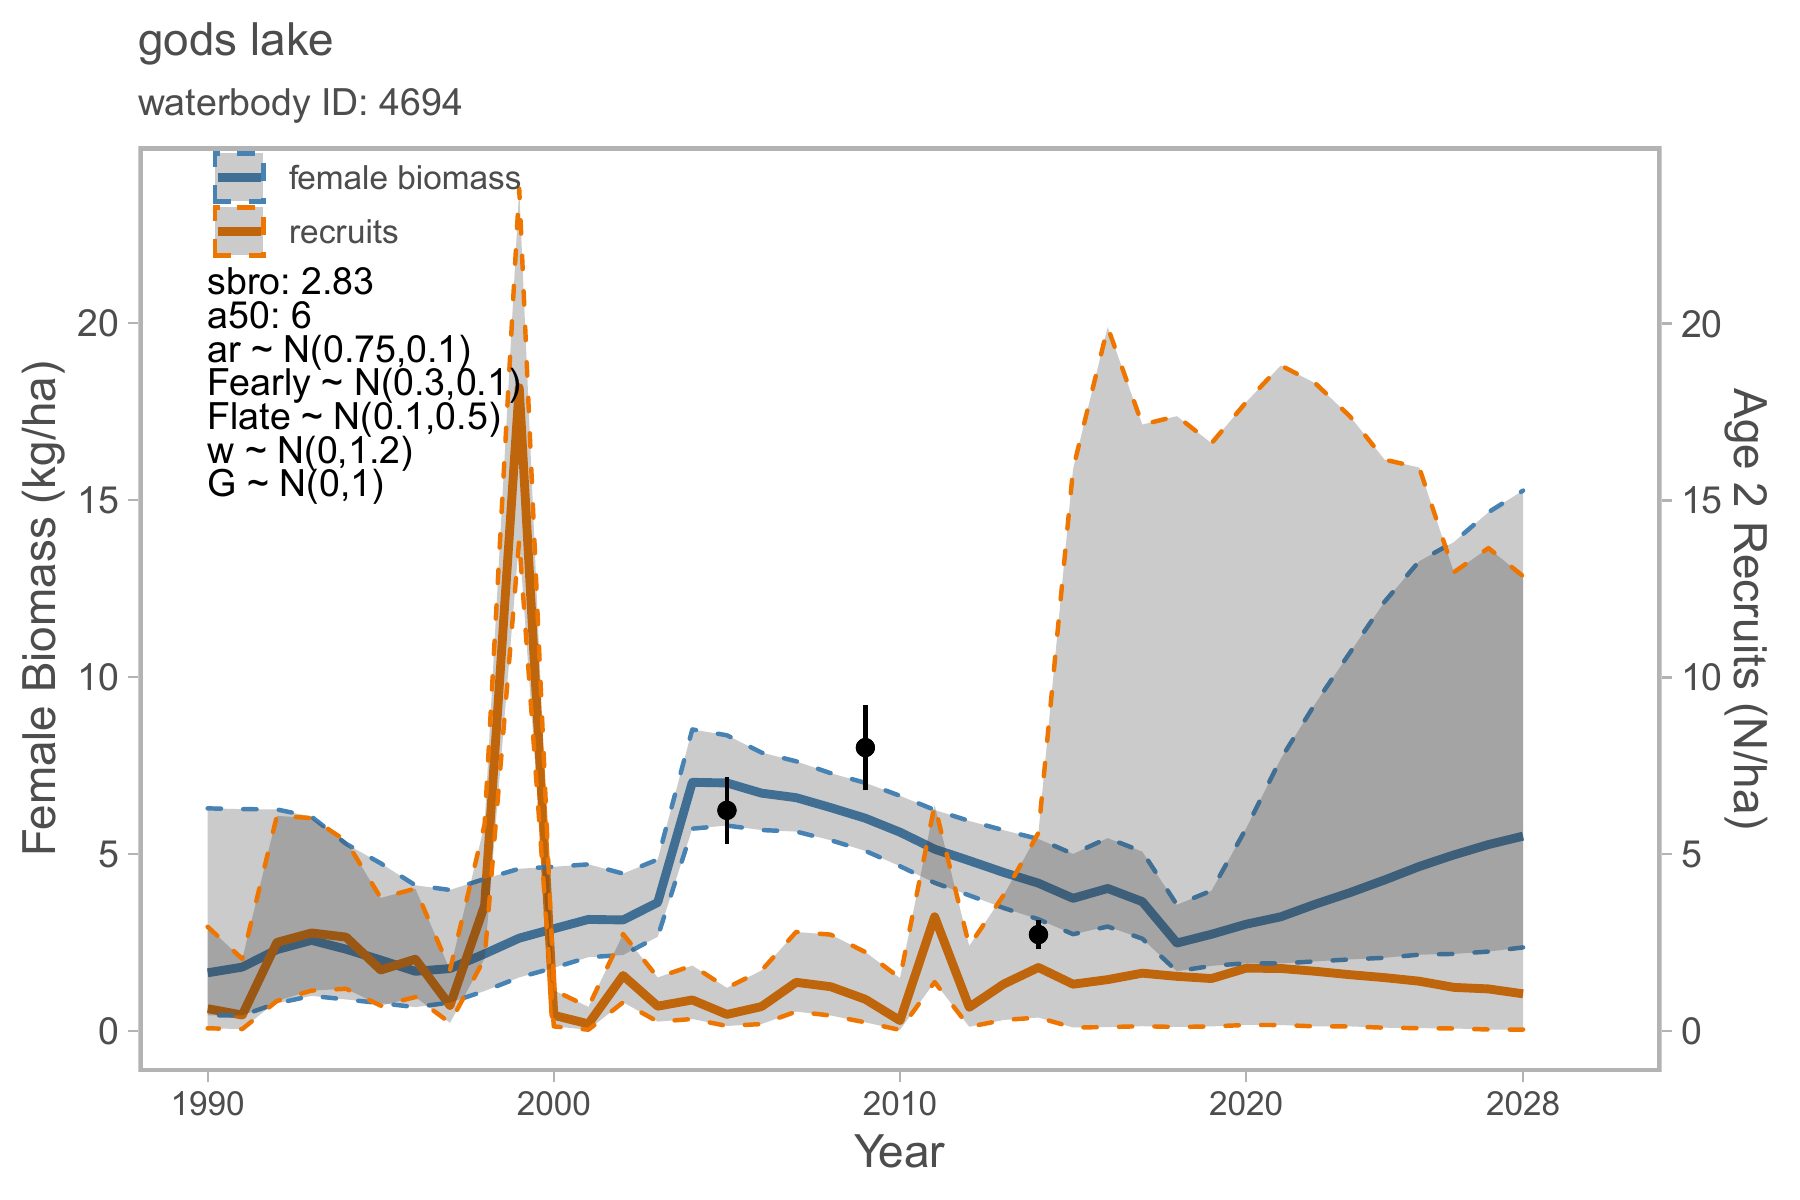 gods lake
waterbody ID: 4694
female biomass
recruits
sbro: 2.83
a50: 6
ar ~ N(0.75,0.1)
Fearly ~ N(0.3,0.1)
Flate ~ N(0.1,0.5)
w ~ N(0,1.2)
G ~ N(0,1)
Female Biomass (kg/ha)
20
15
10
5
0
20
15
10
5
0
Age 2 Recruits (N/ha)
1990
2000
2010
2020
2028
Year